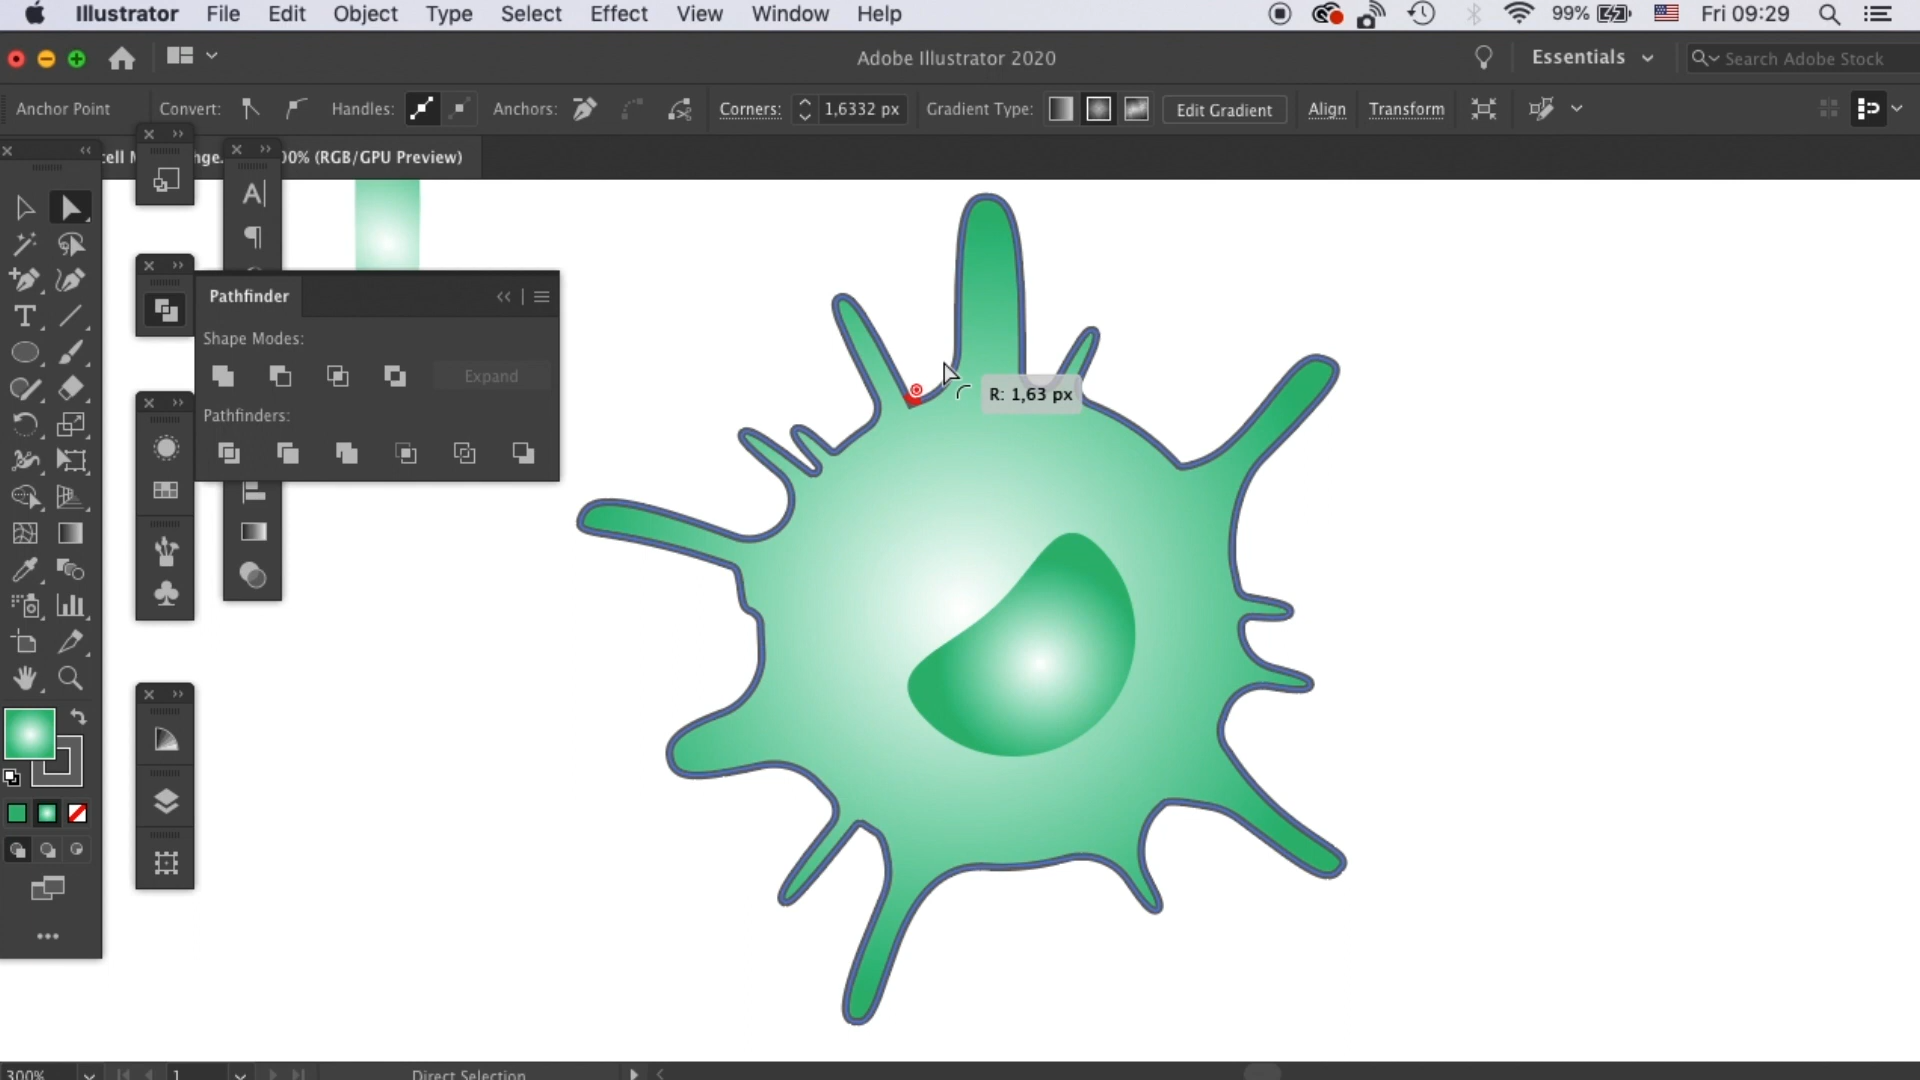 Illustrator File Edit Object Type Select Effect View Window Help 99% Fri 09:29
Adobe Illustrator 2020 Essentials Search Adobe Stock
Anchor Point Convert: Handles: Anchors: Corners: 1,6332 px Gradient Type: Edit Gradient Align Transform
cell M nge. 00% (RGB/GPU Preview)
Pathfinder
Shape Modes:
Expand
Pathfinders:
R: 1,63 px
300% 1 Direct Selection